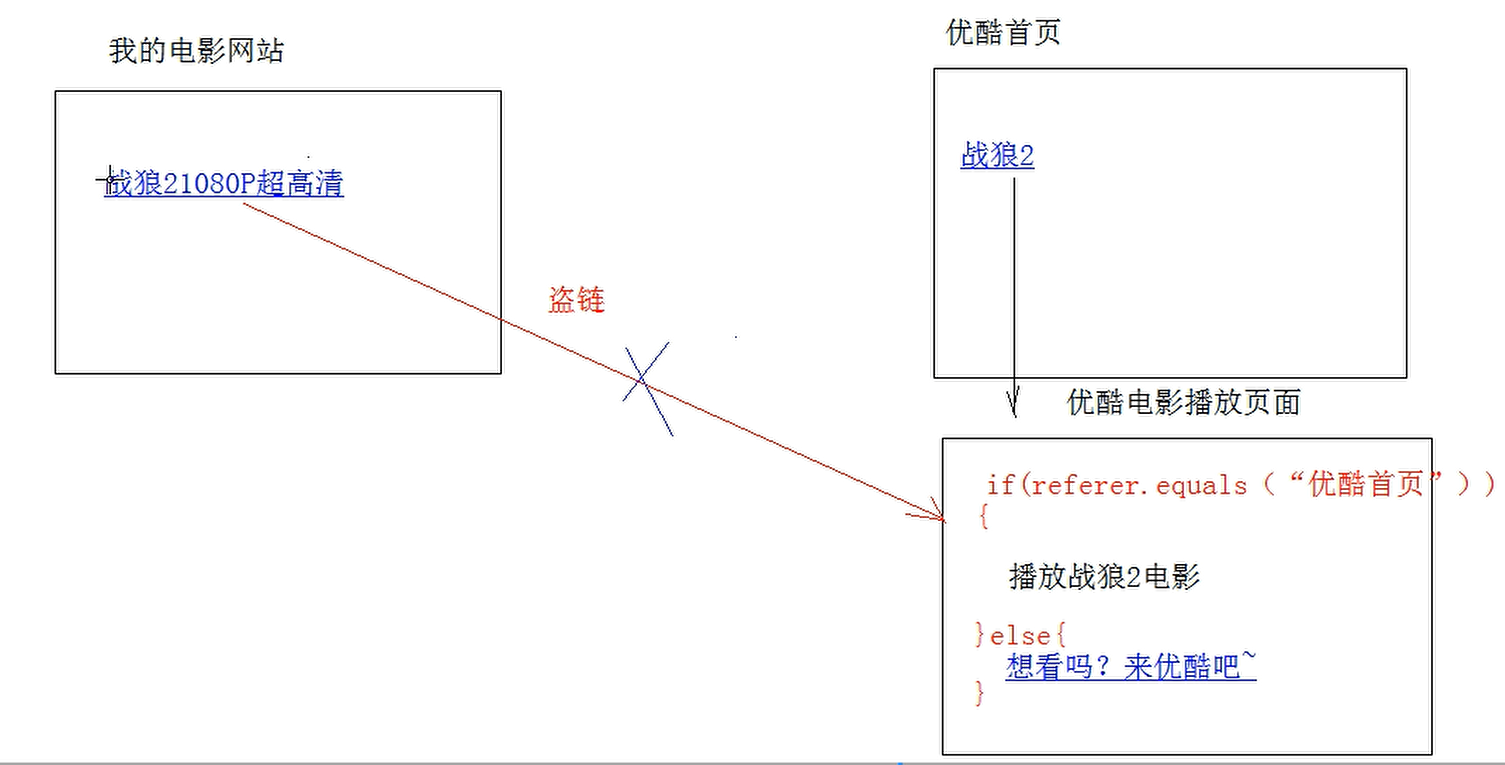 我的电影网站
战狼21080P超高清
盗链
优酷首页
战狼2
优酷电影播放页面
if(referer.equals（“优酷首页”））
{
播放战狼2电影
}else{
想看吗？来优酷吧~
}